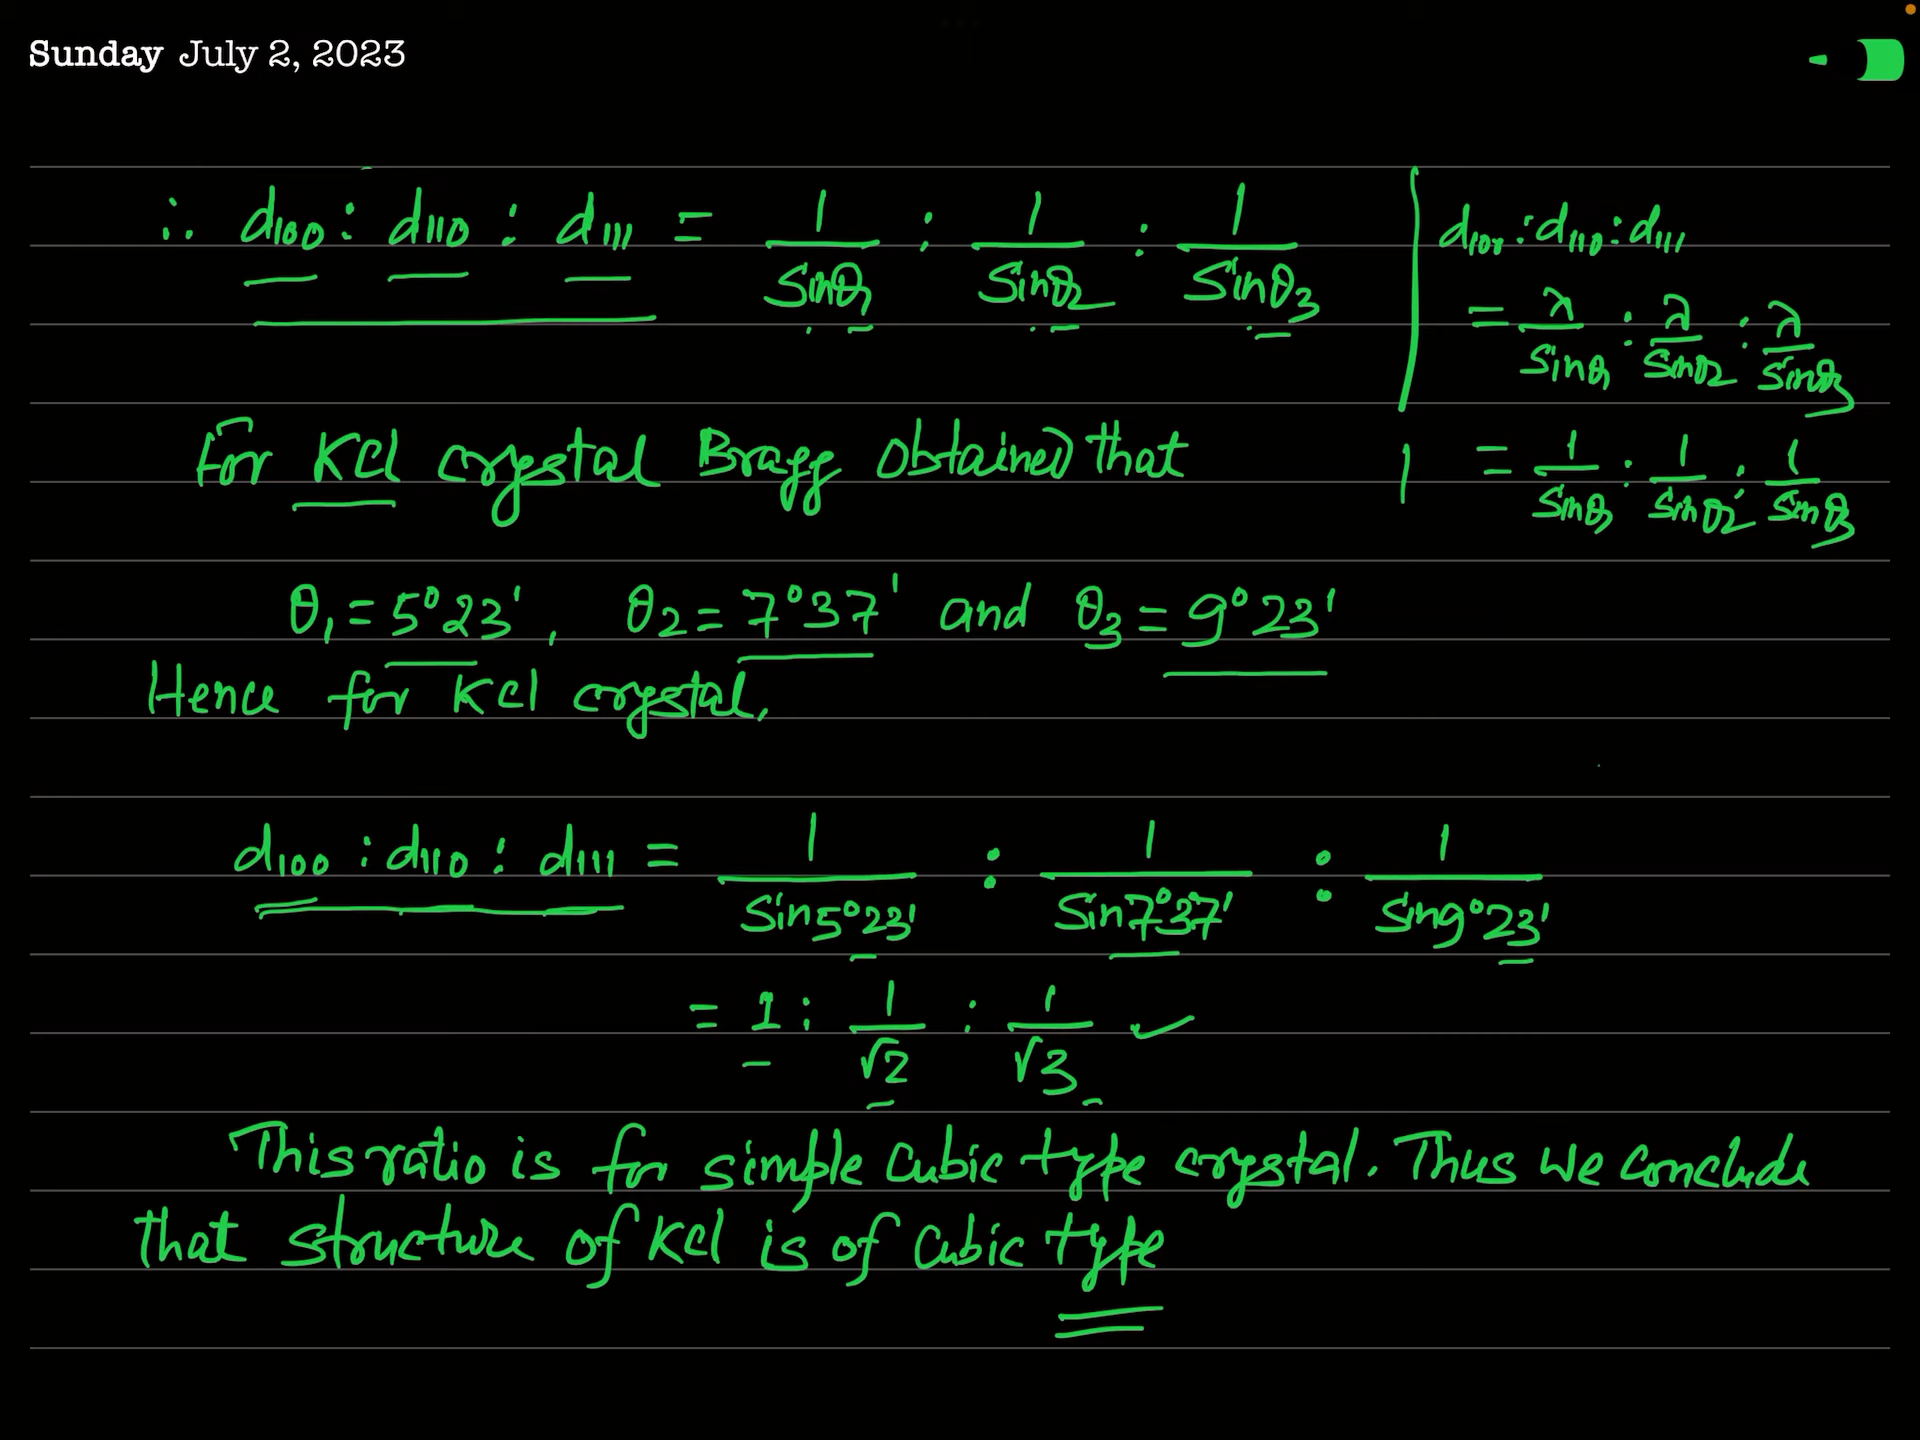 Sunday July 2, 2023
∴ d₁₀₀ : d₁₁₀ : d₁₁₁ = 1/Sinθ₁ : 1/Sinθ₂ : 1/Sinθ₃
d₁₀₀ : d₁₁₀ : d₁₁₁
= λ/Sinθ₁ : λ/Sinθ₂ : λ/Sinθ₃
= 1/Sinθ₁ : 1/Sinθ₂ : 1/Sinθ₃
For KCl crystal Bragg obtained that
θ₁ = 5°23', θ₂ = 7°37' and θ₃ = 9°23'
Hence for KCl crystal,
d₁₀₀ : d₁₁₀ : d₁₁₁ = 1/Sin5°23' : 1/Sin7°37' : 1/Sin9°23'
= 1 : 1/√2 : 1/√3 ✓
This ratio is for simple cubic type crystal. Thus we conclude
that structure of KCl is of cubic type